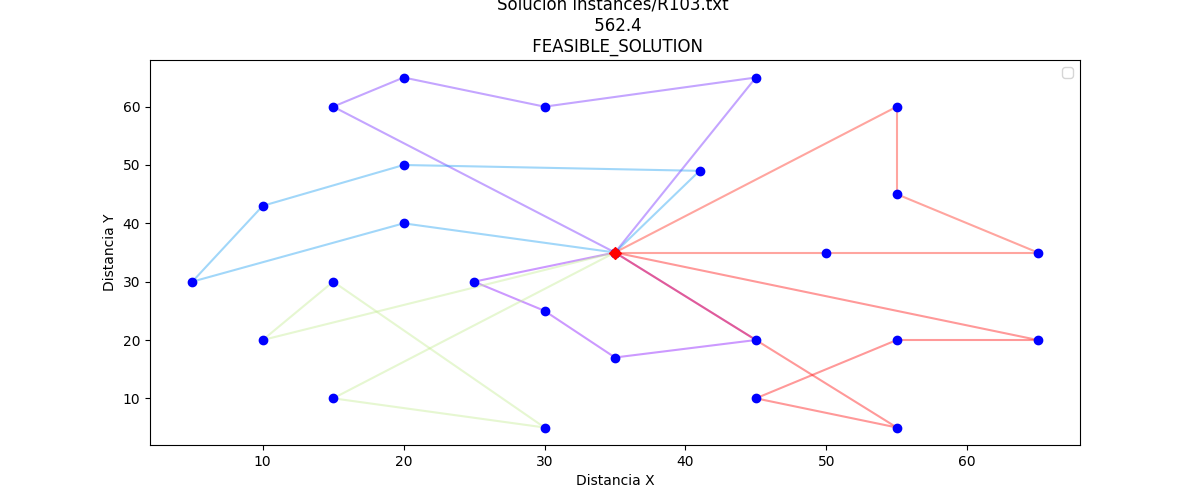 Solucion instances/R103.txt
562.4
FEASIBLE_SOLUTION
60
50
40
30
20
10
Distancia Y
10 20 30 40 50 60
Distancia X